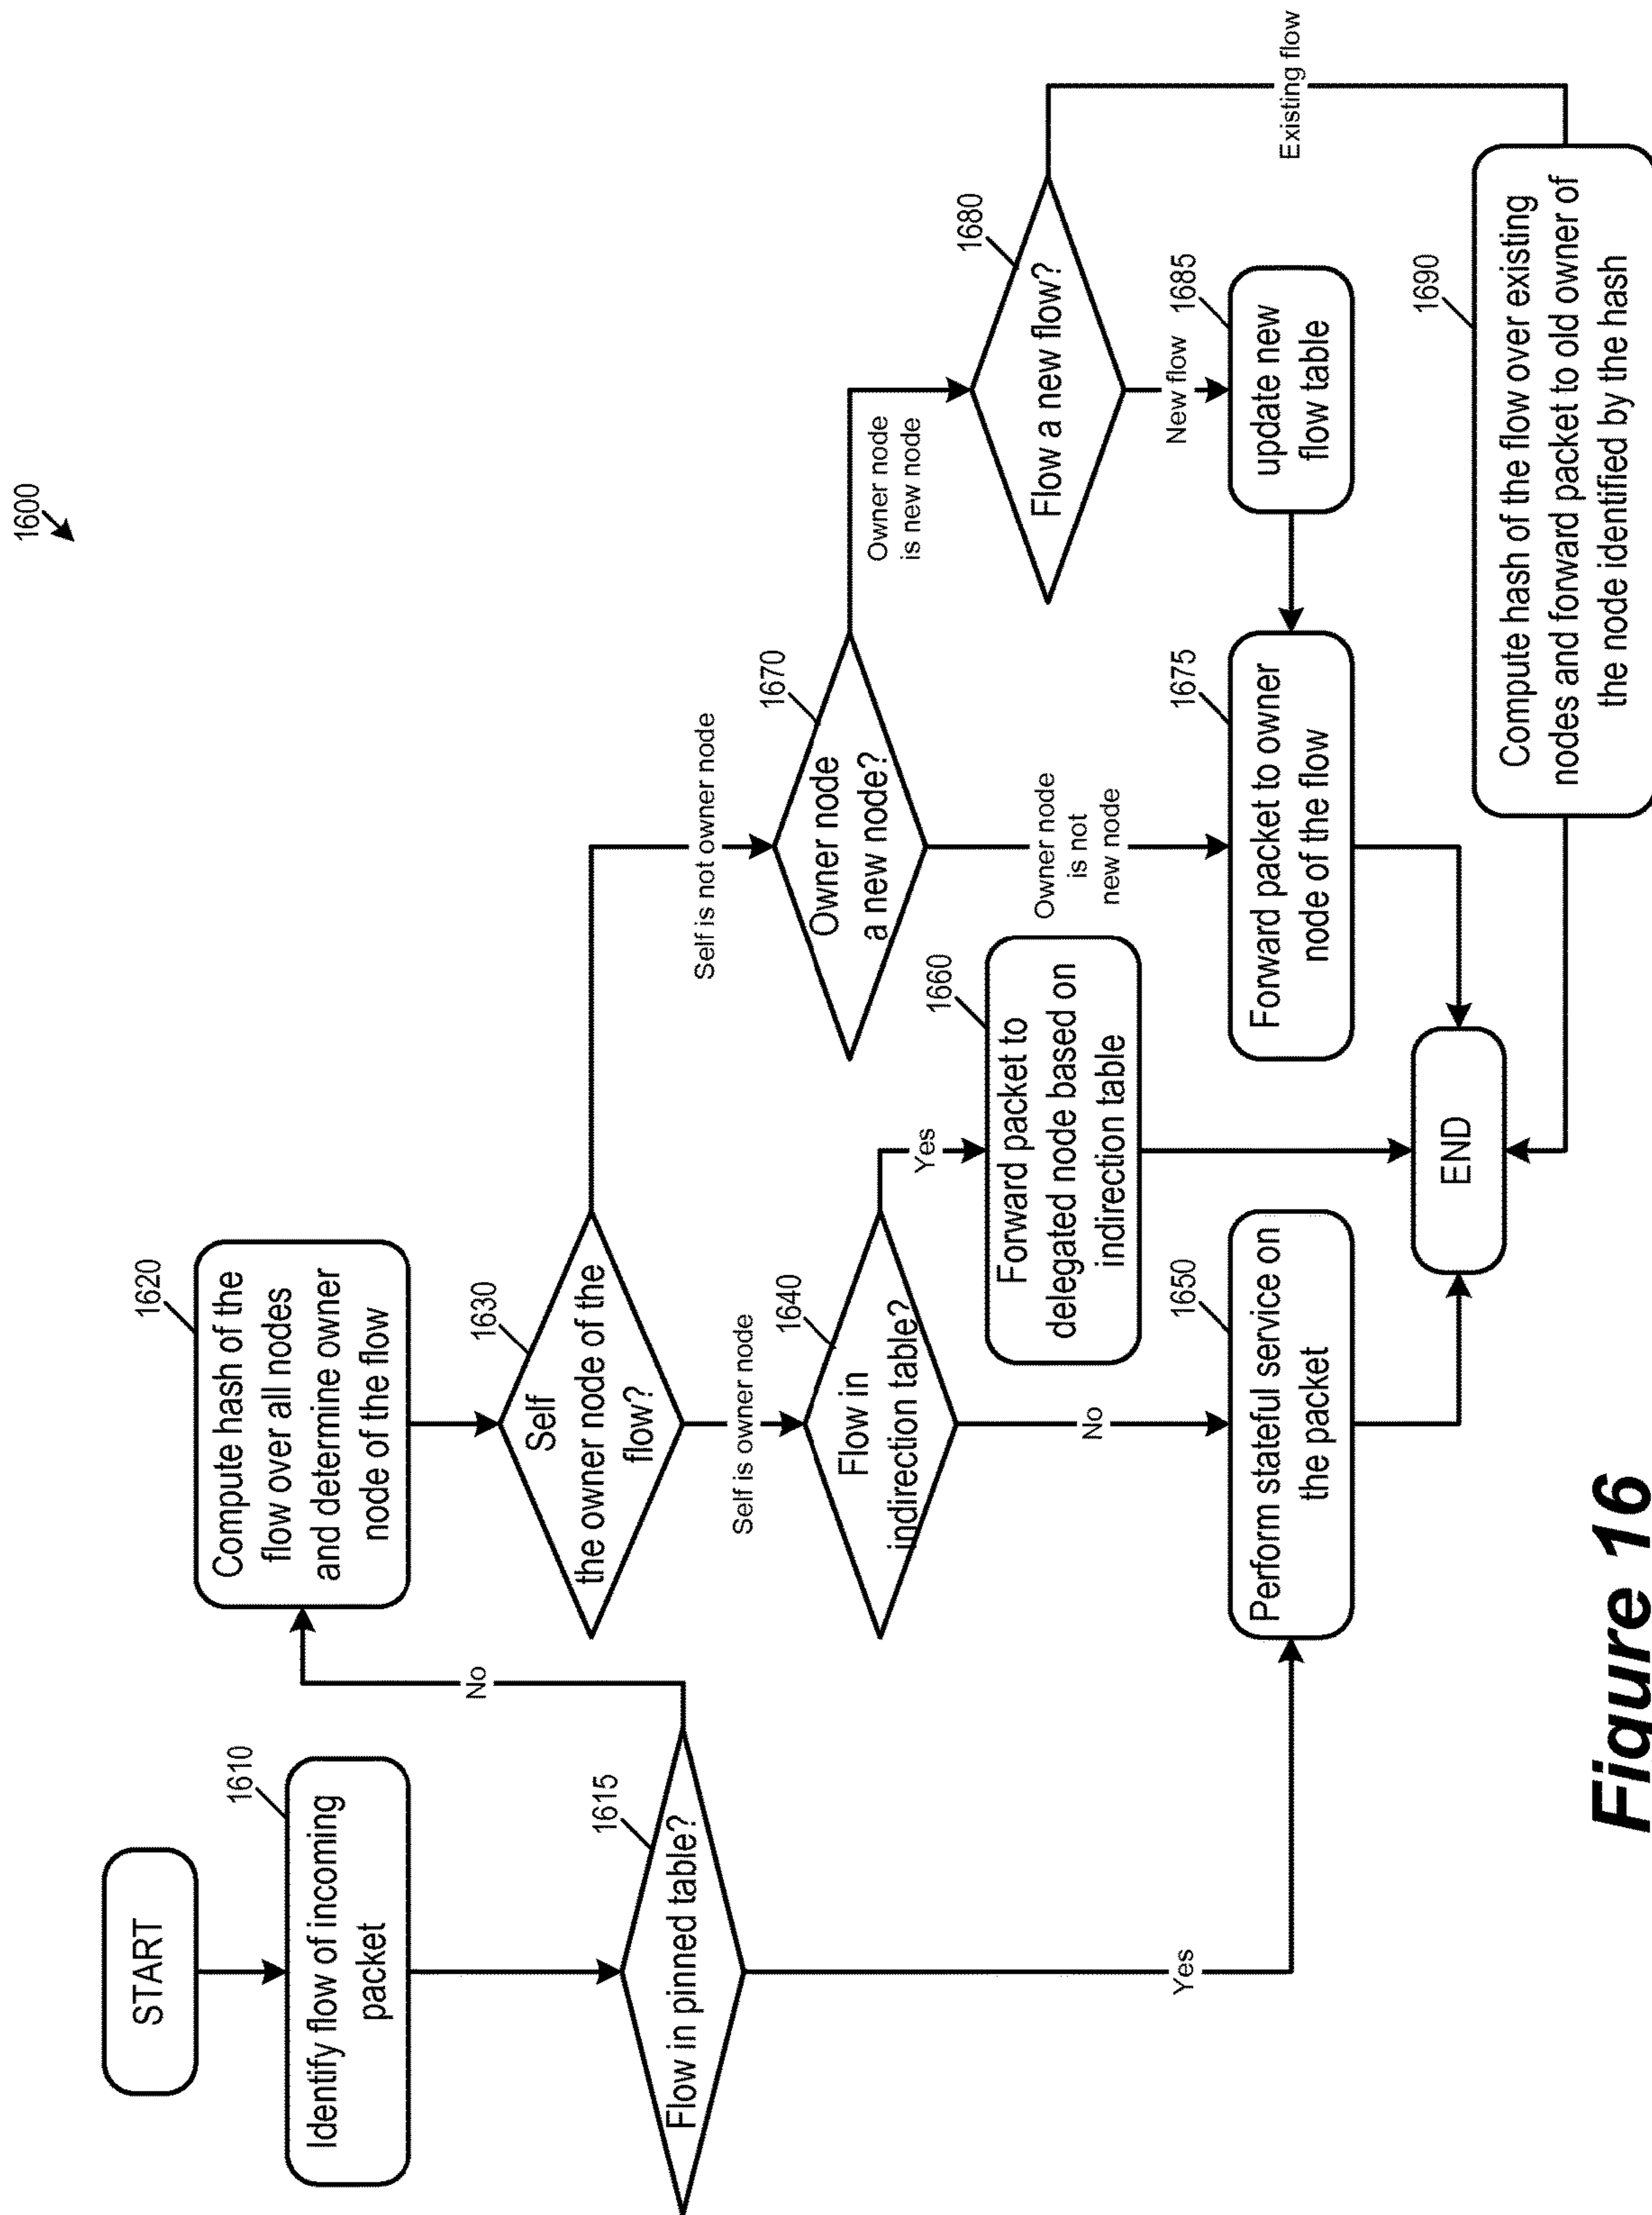 1600
START
1610
Identify flow of incoming
packet
1615
Flow in pinned table?
No
Yes
1620
Compute hash of the
flow over all nodes
and determine owner
node of the flow
1630
Self
the owner node of the
flow?
Self is owner node
Self is not owner node
1640
Flow in
indirection table?
Yes
No
1660
Forward packet to
delegated node based on
indirection table
1650
Perform stateful service on
the packet
1670
Owner node
a new node?
Owner node
is new node
Owner node
is not
new node
1680
Flow a new flow?
New flow
Existing flow
1685
update new
flow table
1675
Forward packet to owner
node of the flow
1690
Compute hash of the flow over existing
nodes and forward packet to old owner of
the node identified by the hash
END
Figure 16